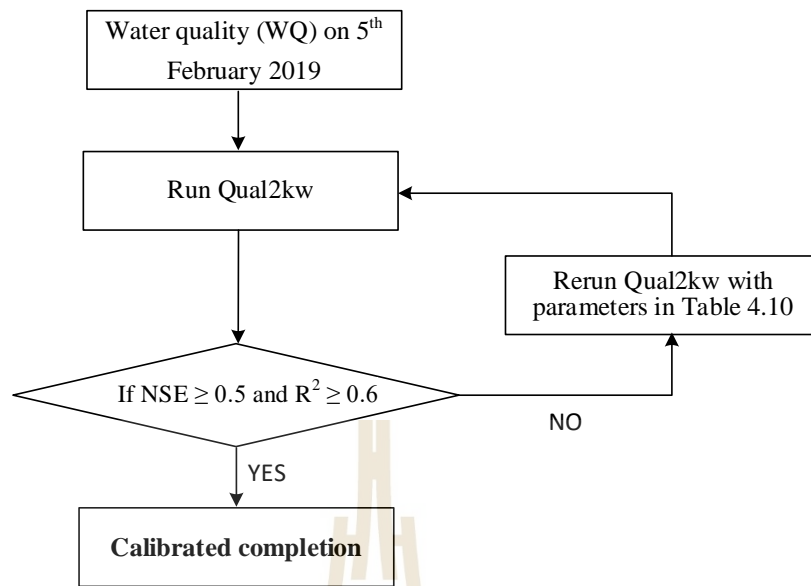 Water quality (WQ) on 5th
February 2019
Run Qual2kw
Rerun Qual2kw with
parameters in Table 4.10
If NSE ≥ 0.5 and R² ≥ 0.6
NO
YES
Calibrated completion